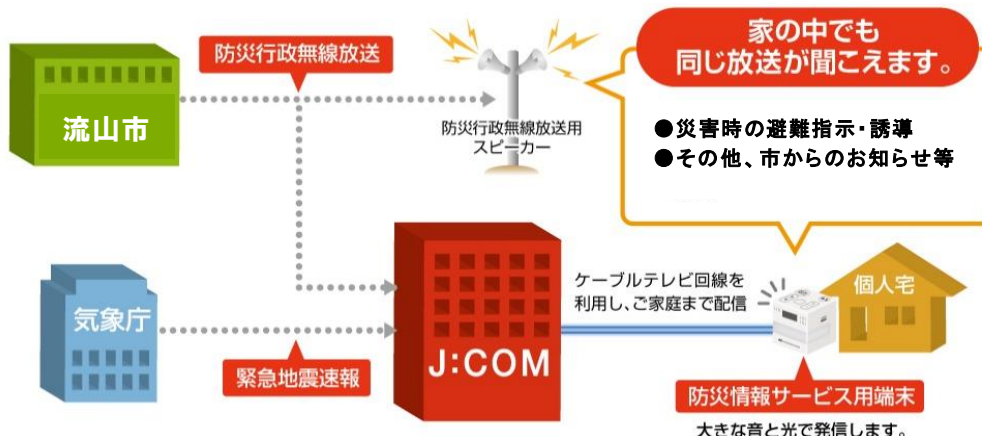 防災行政無線放送
流山市
防災行政無線放送用
スピーカー
家の中でも
同じ放送が聞こえます。
●災害時の避難指示・誘導
●その他、市からのお知らせ等
気象庁
緊急地震速報
J:COM
ケーブルテレビ回線を
利用し、ご家庭まで配信
個人宅
防災情報サービス用端末
大きな音と光で発信します。